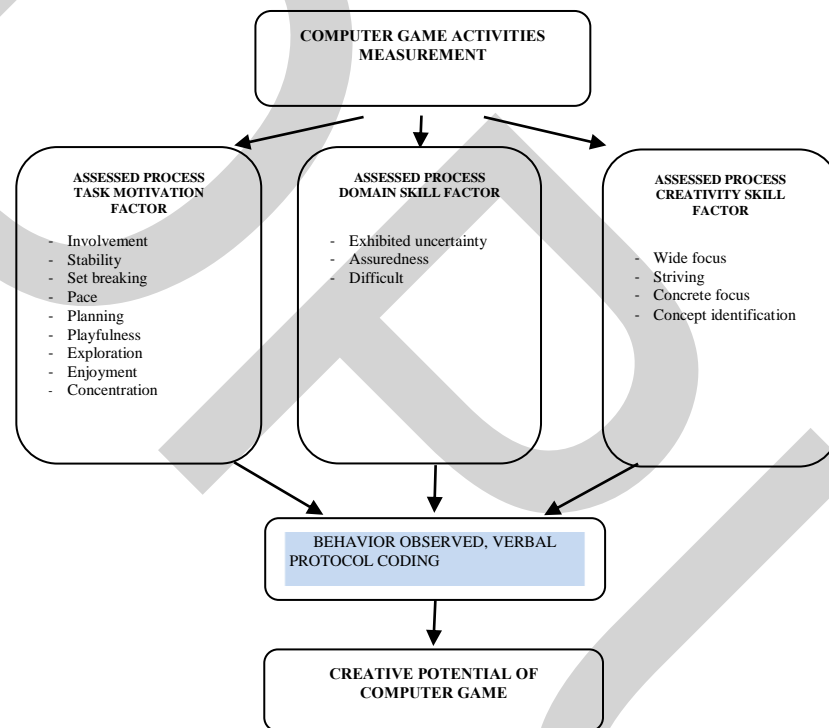 COMPUTER GAME ACTIVITIES
MEASUREMENT
ASSESSED PROCESS
TASK MOTIVATION
FACTOR
- Involvement
- Stability
- Set breaking
- Pace
- Planning
- Playfulness
- Exploration
- Enjoyment
- Concentration
ASSESSED PROCESS
DOMAIN SKILL FACTOR
- Exhibited uncertainty
- Assuredness
- Difficult
ASSESSED PROCESS
CREATIVITY SKILL
FACTOR
- Wide focus
- Striving
- Concrete focus
- Concept identification
BEHAVIOR OBSERVED, VERBAL
PROTOCOL CODING
CREATIVE POTENTIAL OF
COMPUTER GAME